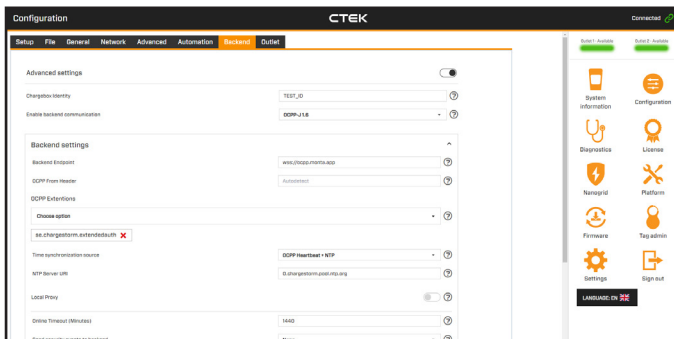 Configuration
CTEK
Connected
Setup File General Network Advanced Automation Backend Outlet
Outlet 1 - Available Outlet 2 - Available
Advanced settings
Chargebox Identity TEST_ID
Enable backend communication OCPP-J 1.6
System information
Configuration
Backend settings
Backend Endpoint wss://ocpp.monta.app
OCPP From Header Autodetect
Diagnostics License
OCPP Extentions
Choose option
Nanogrid Platform
se.chargestorm.extendedauth
Time synchronization source OCPP Heartbeat + NTP
NTP Server URI 0.chargestorm.pool.ntp.org
Firmware Tag admin
Local Proxy
Settings Sign out
LANGUAGE: EN
Online Timeout (Minutes) 1440